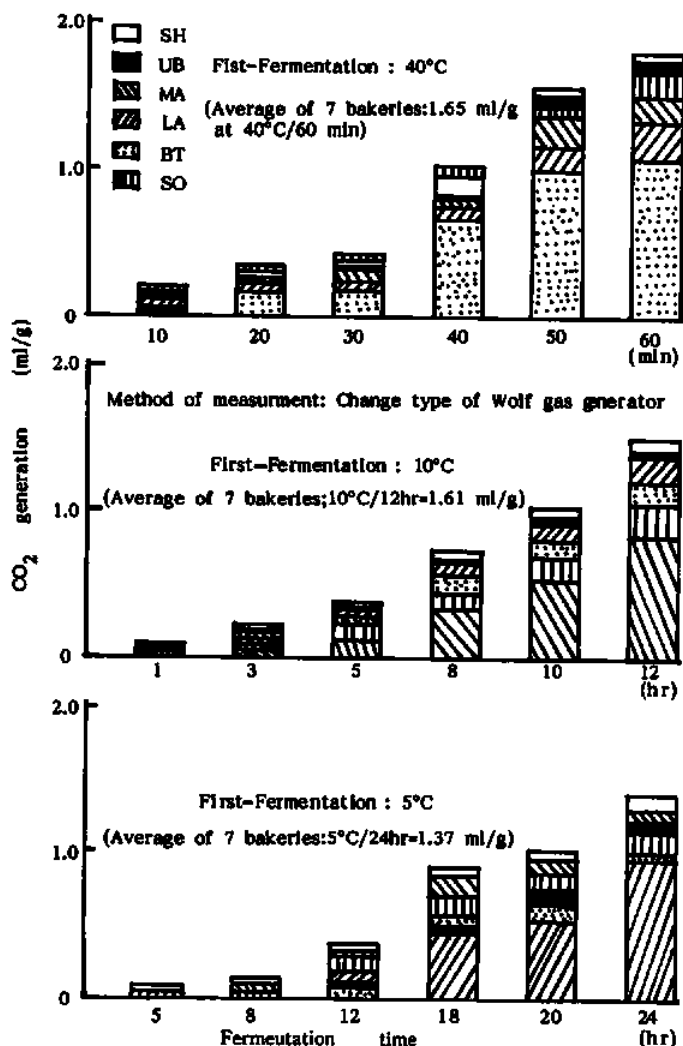 2.0
SH
UB
MA
LA
BT
SO
Fist-Fermentation : 40°C
(Average of 7 bakeries:1.65 ml/g
at 40°C/60 min)
1.0
0
10 20 30 40 50 60
(min)
CO2 generation (ml/g)
2.0
Method of measurment: Change type of Wolf gas generator
First-Fermentation : 10°C
(Average of 7 bakeries;10°C/12hr=1.61 ml/g)
1.0
0
1 3 5 8 10 12
(hr)
2.0
First-Fermentation : 5°C
(Average of 7 bakeries:5°C/24hr=1.37 ml/g)
1.0
0
5 8 12 18 20 24
Fermeutation time (hr)